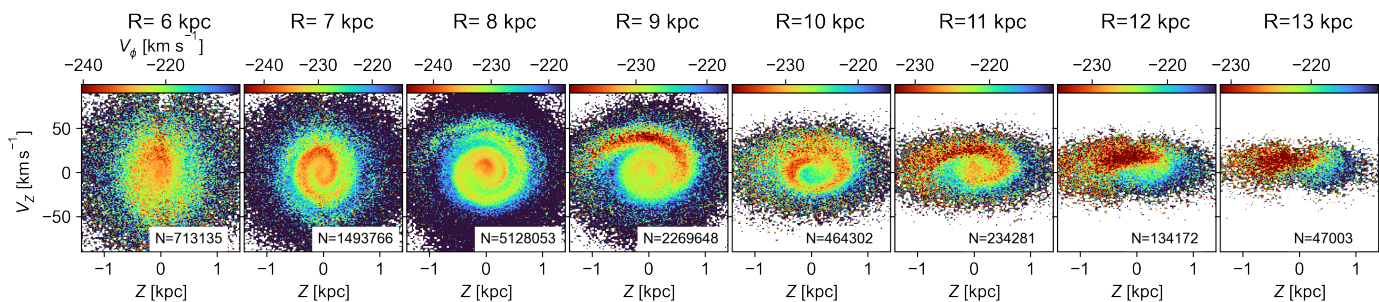 R= 6 kpc R= 7 kpc R= 8 kpc R= 9 kpc R=10 kpc R=11 kpc R=12 kpc R=13 kpc
Vϕ [km s⁻¹]
−240 −220 −240 −230 −220 −240 −230 −220 −228 −220 −230 −220 −230 −222 −230 −220 −230 −220
50
0
−50
VZ [km s⁻¹]
N=713135 N=1493766 N=5128053 N=2269648 N=464302 N=234281 N=134172 N=47003
−1 0 1 −1 0 1 −1 0 1 −1 0 1 −1 0 1 −1 0 1 −1 0 1 −1 0 1
Z [kpc] Z [kpc] Z [kpc] Z [kpc] Z [kpc] Z [kpc] Z [kpc] Z [kpc]